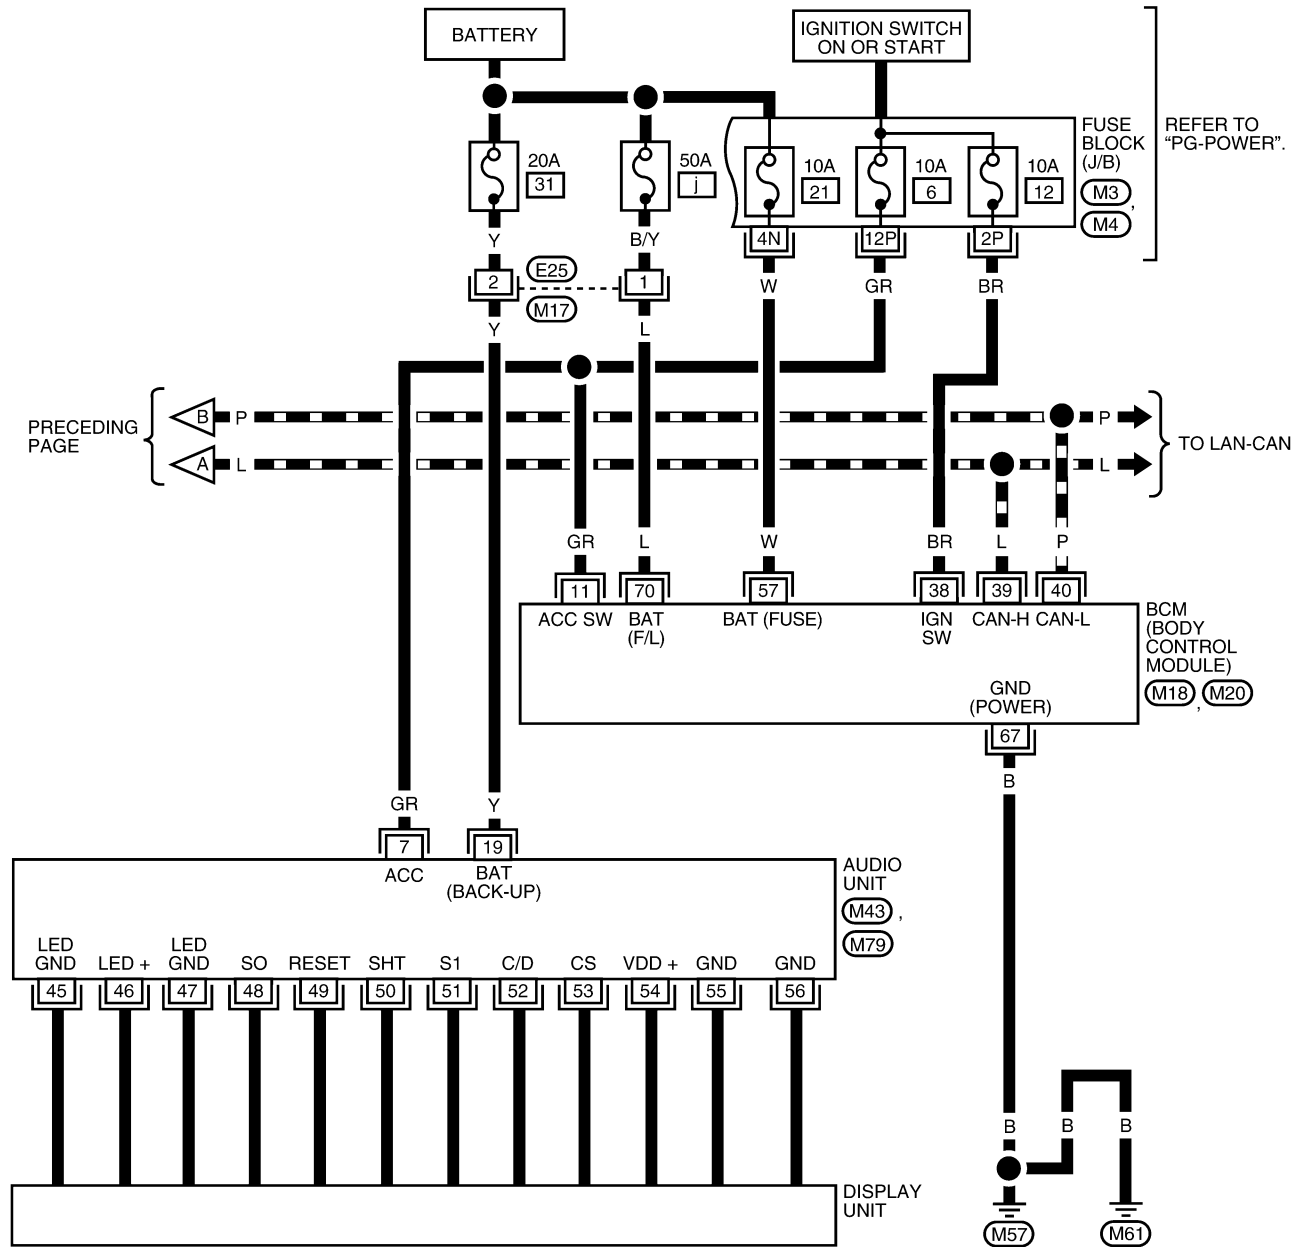 BATTERY
IGNITION SWITCH
ON OR START
FUSE
BLOCK
(J/B)
M3
,
M4
REFER TO
“PG-POWER”.
20A
31
50A
j
10A
21
10A
6
10A
12
4N
12P
2P
Y
B/Y
W
GR
BR
2
E25
M17
1
Y
L
PRECEDING
PAGE
B
P
P
A
L
L
TO LAN-CAN
GR
L
W
BR
L
P
11
70
57
38
39
40
ACC SW
BAT
(F/L)
BAT (FUSE)
IGN
SW
CAN-H
CAN-L
BCM
(BODY
CONTROL
MODULE)
M18 , M20
GND
(POWER)
67
B
GR
Y
7
19
ACC
BAT
(BACK-UP)
AUDIO
UNIT
M43 ,
M79
LED
GND
LED +
LED
GND
SO
RESET
SHT
S1
C/D
CS
VDD +
GND
GND
45
46
47
48
49
50
51
52
53
54
55
56
B
B
B
DISPLAY
UNIT
M57
M61